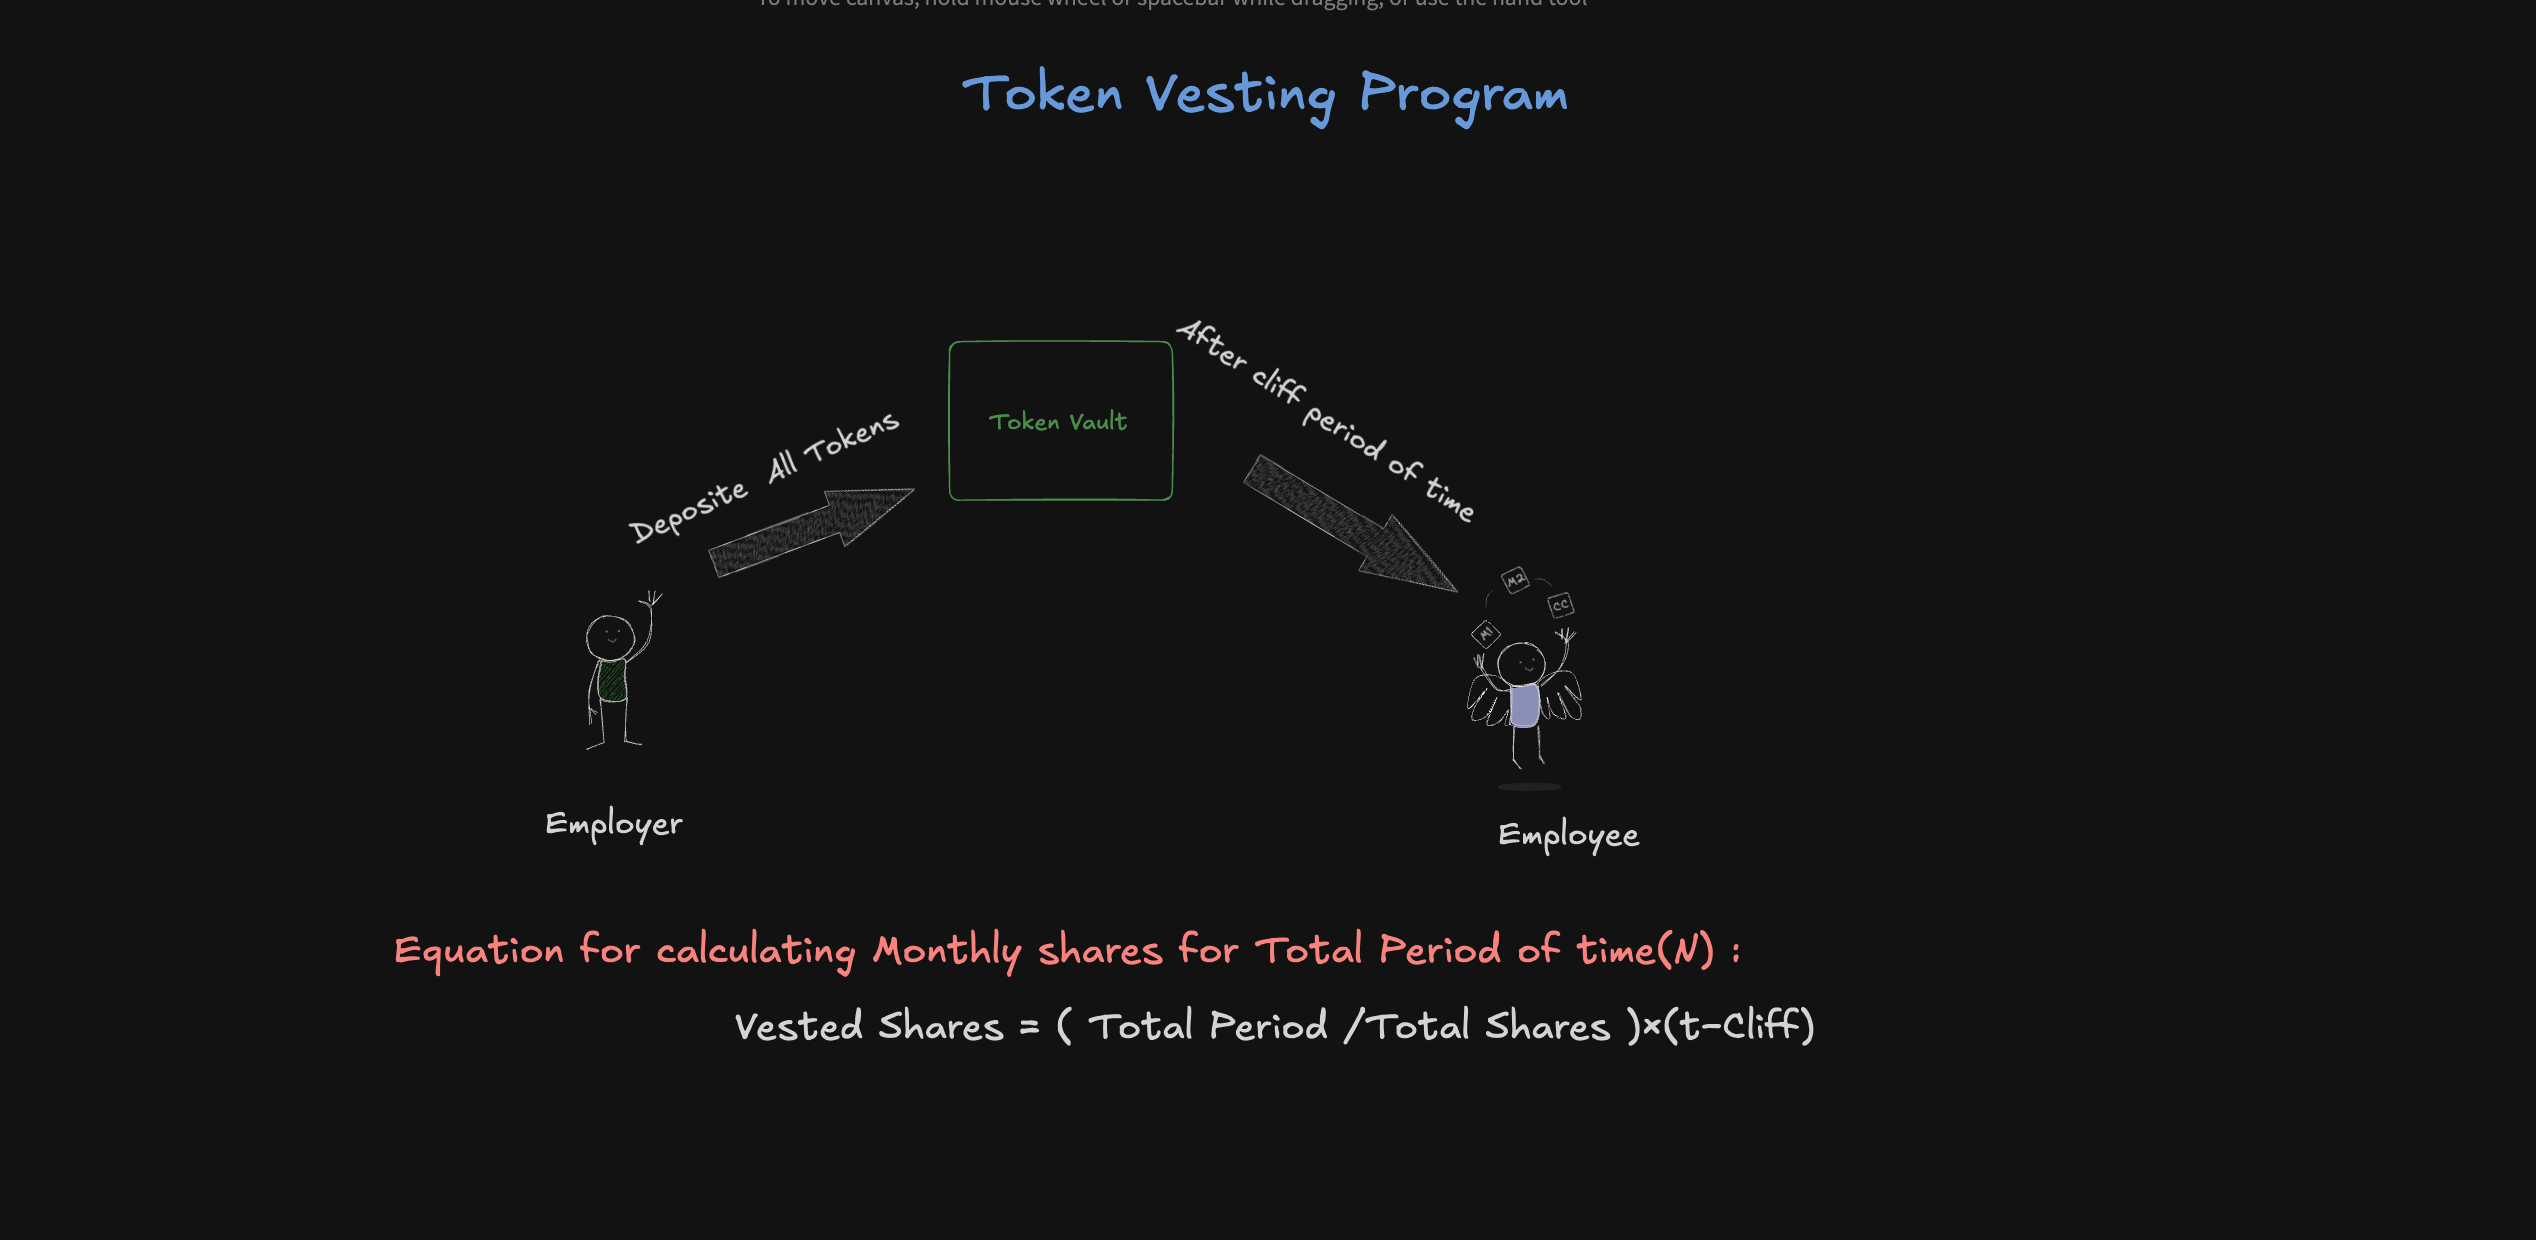 To move canvas, hold mouse wheel or spacebar while dragging, or use the hand tool
Token Vesting Program
After cliff period of time
Deposite All Tokens
Token Vault
M2
CC
M1
Employer
Employee
Equation for calculating Monthly shares for Total Period of time(N) :
Vested Shares = ( Total Period /Total Shares )×(t-Cliff)